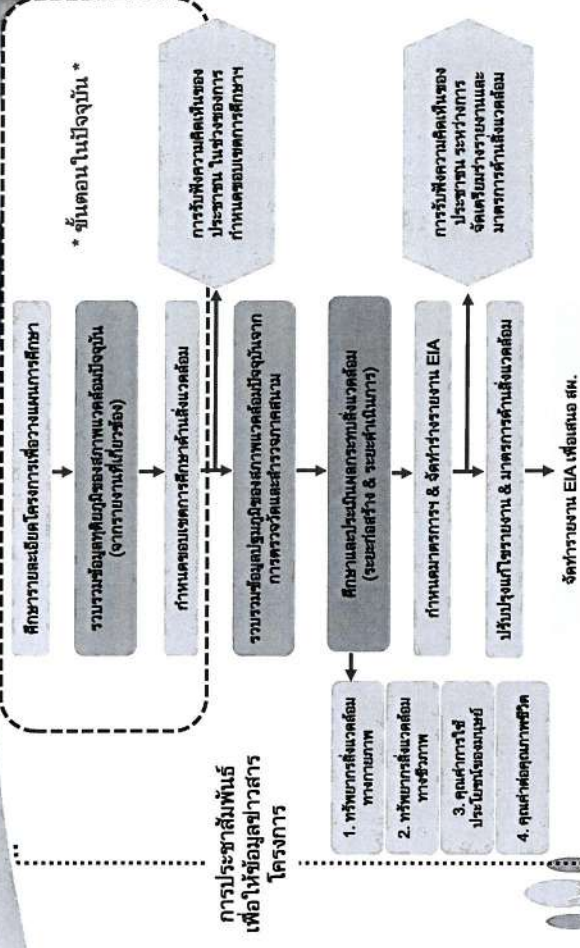 * ขั้นตอนในปัจจุบัน *
ศึกษารายละเอียดโครงการเพื่อวางแผนการศึกษา
รวบรวมข้อมูลทุติยภูมิของสภาพแวดล้อมปัจจุบัน
(จากรายงานที่เกี่ยวข้อง)
กำหนดขอบเขตการศึกษาด้านสิ่งแวดล้อม
การรับฟังความคิดเห็นของ
ประชาชน ในช่วงของการ
กำหนดขอบเขตการศึกษาฯ
รวบรวมข้อมูลปฐมภูมิของสภาพแวดล้อมปัจจุบันจาก
การตรวจวัดและสำรวจภาคสนาม
ศึกษาและประเมินผลกระทบสิ่งแวดล้อม
(ระยะก่อสร้าง & ระยะดำเนินการ)
1. ทรัพยากรสิ่งแวดล้อม
ทางกายภาพ
2. ทรัพยากรสิ่งแวดล้อม
ทางชีวภาพ
3. คุณค่าการใช้
ประโยชน์ของมนุษย์
4. คุณค่าต่อคุณภาพชีวิต
กำหนดมาตรการฯ & จัดทำร่างรายงาน EIA
การรับฟังความคิดเห็นของ
ประชาชน ระหว่างการ
จัดเตรียมร่างรายงานและ
มาตรการด้านสิ่งแวดล้อม
ปรับปรุงแก้ไขรายงาน & มาตรการด้านสิ่งแวดล้อม
จัดทำรายงาน EIA เพื่อเสนอ สผ.
การประชาสัมพันธ์
เพื่อให้ข้อมูลข่าวสาร
โครงการ